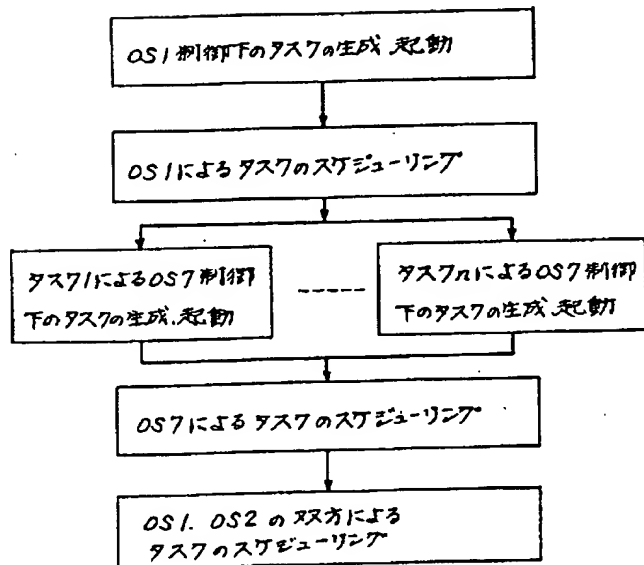 OS1制御下のタスクの生成、起動
OS1によるタスクのスケジューリング
タスク1によるOS7制御
下のタスクの生成、起動
タスクnによるOS7制御
下のタスクの生成、起動
OS7によるタスクのスケジューリング
OS1、OS2の双方による
タスクのスケジューリング